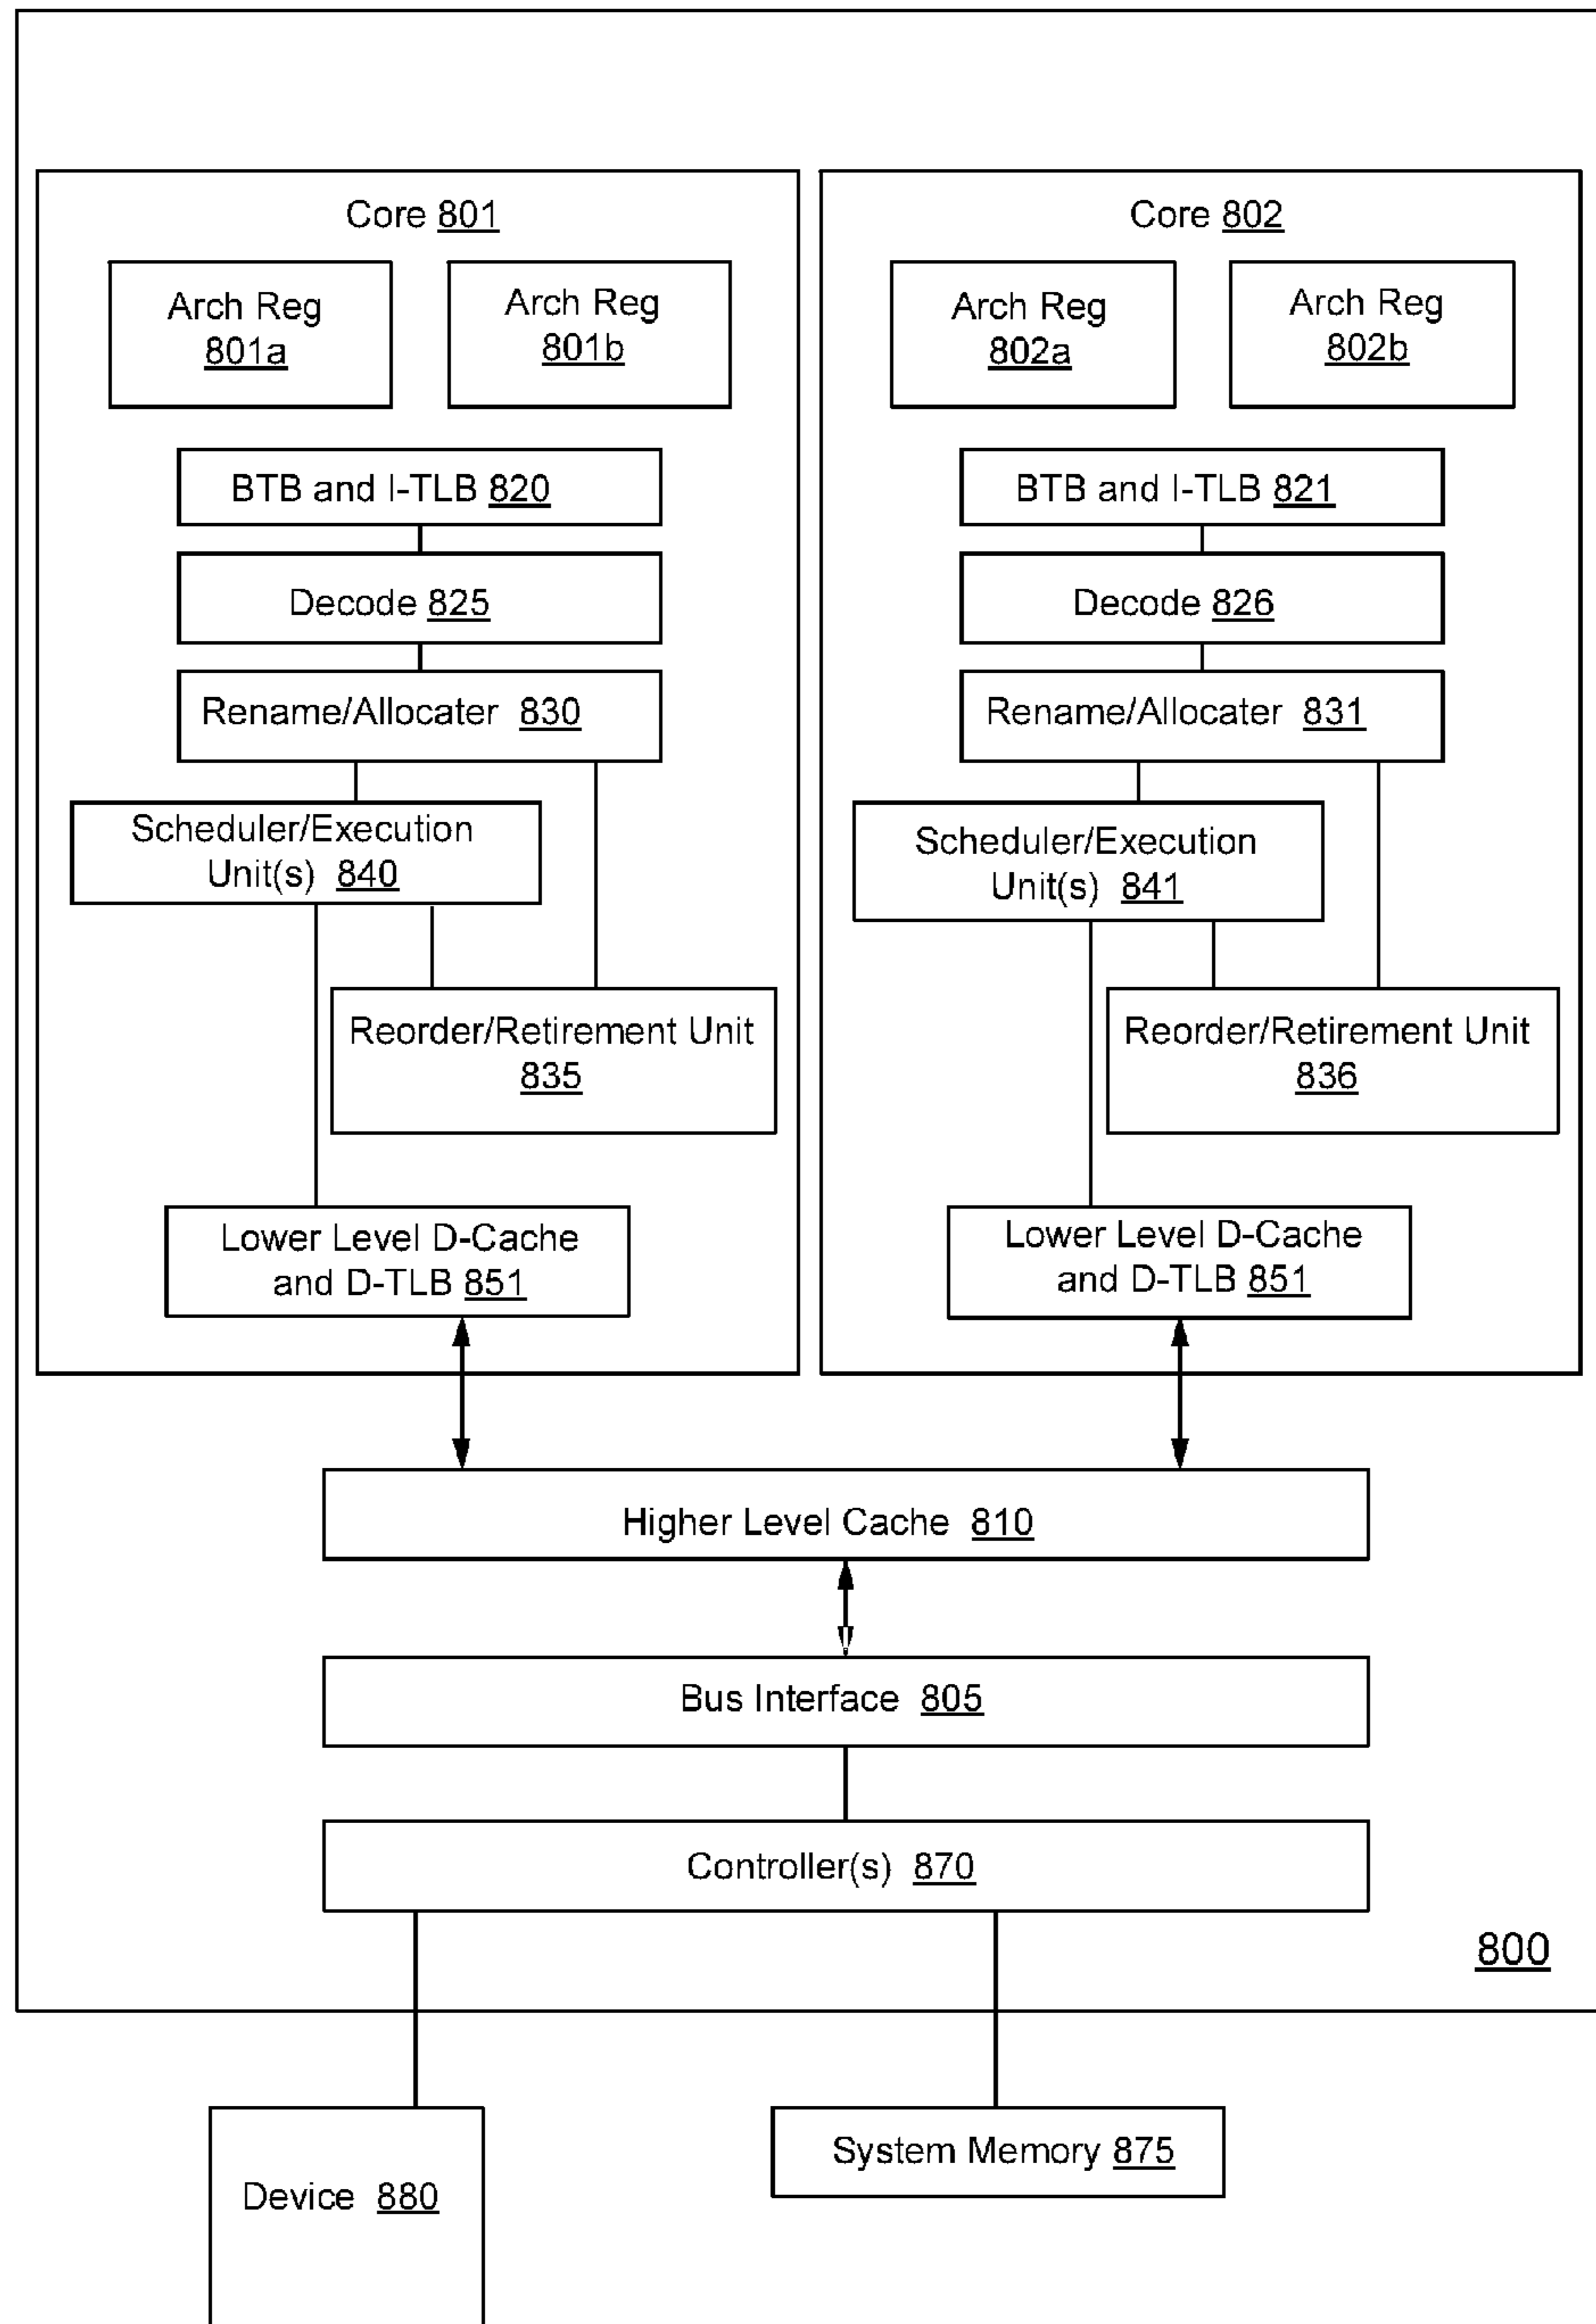 Core 801
Arch Reg
801a
Arch Reg
801b
BTB and I-TLB 820
Decode 825
Rename/Allocater 830
Scheduler/Execution
Unit(s) 840
Reorder/Retirement Unit
835
Lower Level D-Cache
and D-TLB 851
Core 802
Arch Reg
802a
Arch Reg
802b
BTB and I-TLB 821
Decode 826
Rename/Allocater 831
Scheduler/Execution
Unit(s) 841
Reorder/Retirement Unit
836
Lower Level D-Cache
and D-TLB 851
Higher Level Cache 810
Bus Interface 805
Controller(s) 870
800
Device 880
System Memory 875